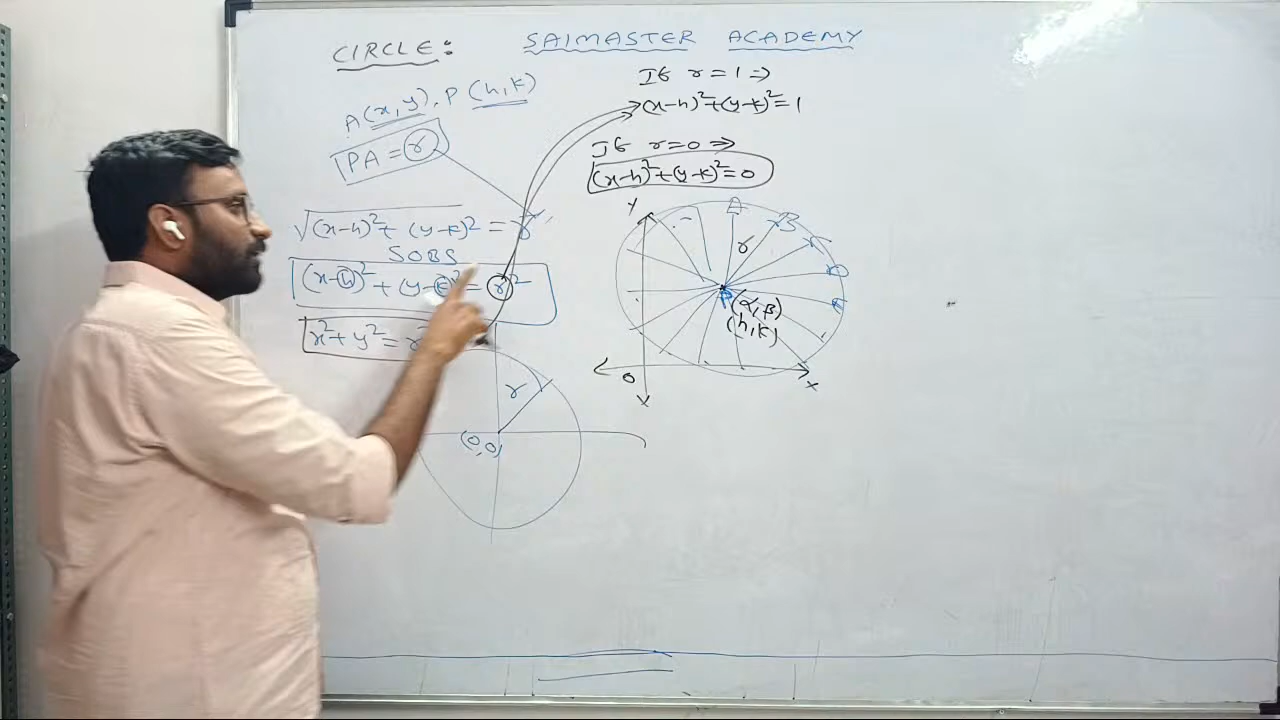 CIRCLE:
SAIMASTER ACADEMY
A(x,y), P (h,k)
PA = r
√(x-h)²+(y-k)² = r
SOBS
(x-h)² + (y-k)² = r²
x²+y² = r
r
(0,0)
If r=1 ⇒
(x-h)²+(y-k)²=1
If r=0 ⇒
(x-h)²+(y-k)²=0
Y
A
B
r
P
(α,β)
(h,k)
O
X